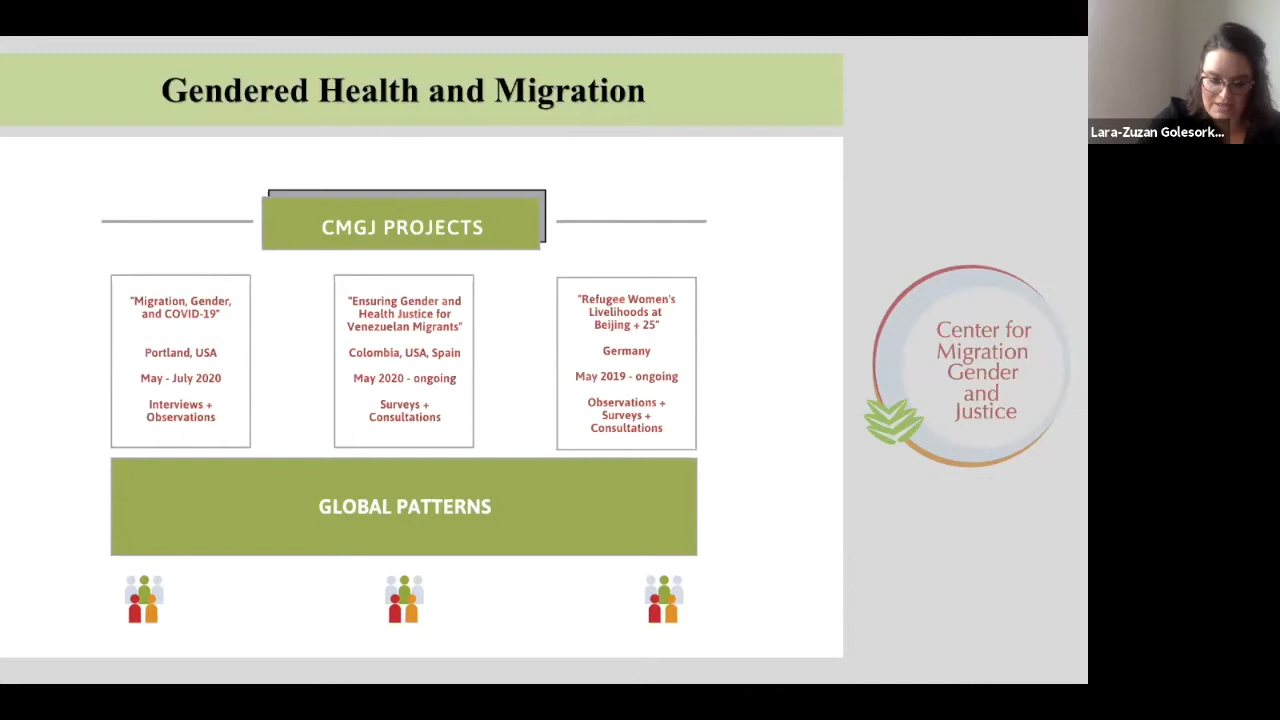 Gendered Health and Migration
Lara-Zuzan Golesork...
CMGJ PROJECTS
"Migration, Gender,
and COVID-19"
Portland, USA
May - July 2020
Interviews +
Observations
"Ensuring Gender and
Health Justice for
Venezuelan Migrants"
Colombia, USA, Spain
May 2020 - ongoing
Surveys +
Consultations
"Refugee Women's
Livelihoods at
Beijing + 25"
Germany
May 2019 - ongoing
Observations +
Surveys +
Consultations
GLOBAL PATTERNS
Center for
Migration
Gender
and
Justice